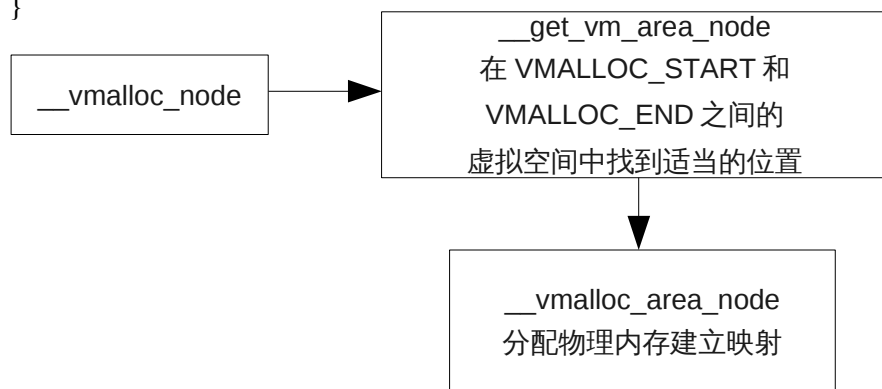 }
__vmalloc_node
__get_vm_area_node
在 VMALLOC_START 和
VMALLOC_END 之间的
虚拟空间中找到适当的位置
__vmalloc_area_node
分配物理内存建立映射